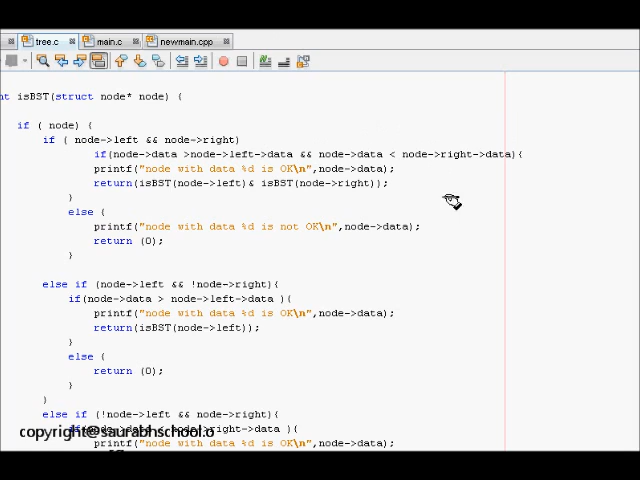 tree.c main.c newmain.cpp
nt isBST(struct node* node) {
if ( node) {
if ( node->left && node->right)
if(node->data >node->left->data && node->data < node->right->data){
printf("node with data %d is OK\n",node->data);
return(isBST(node->left)& isBST(node->right));
}
else {
printf("node with data %d is not OK\n",node->data);
return (0);
}
else if (node->left && !node->right){
if(node->data > node->left->data ){
printf("node with data %d is OK\n",node->data);
return(isBST(node->left));
}
else {
return (0);
}
}
else if (!node->left && node->right){
->right->data ){
copyright@saurabhschool.o
printf("node with data %d is OK\n",node->data);